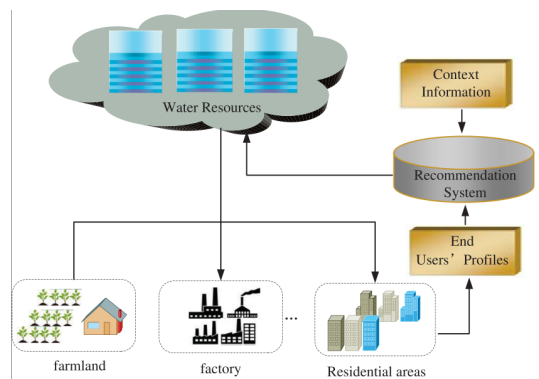 Water Resources
Context
Information
Recommendation
System
End
Users' Profiles
...
farmland
factory
Residential areas